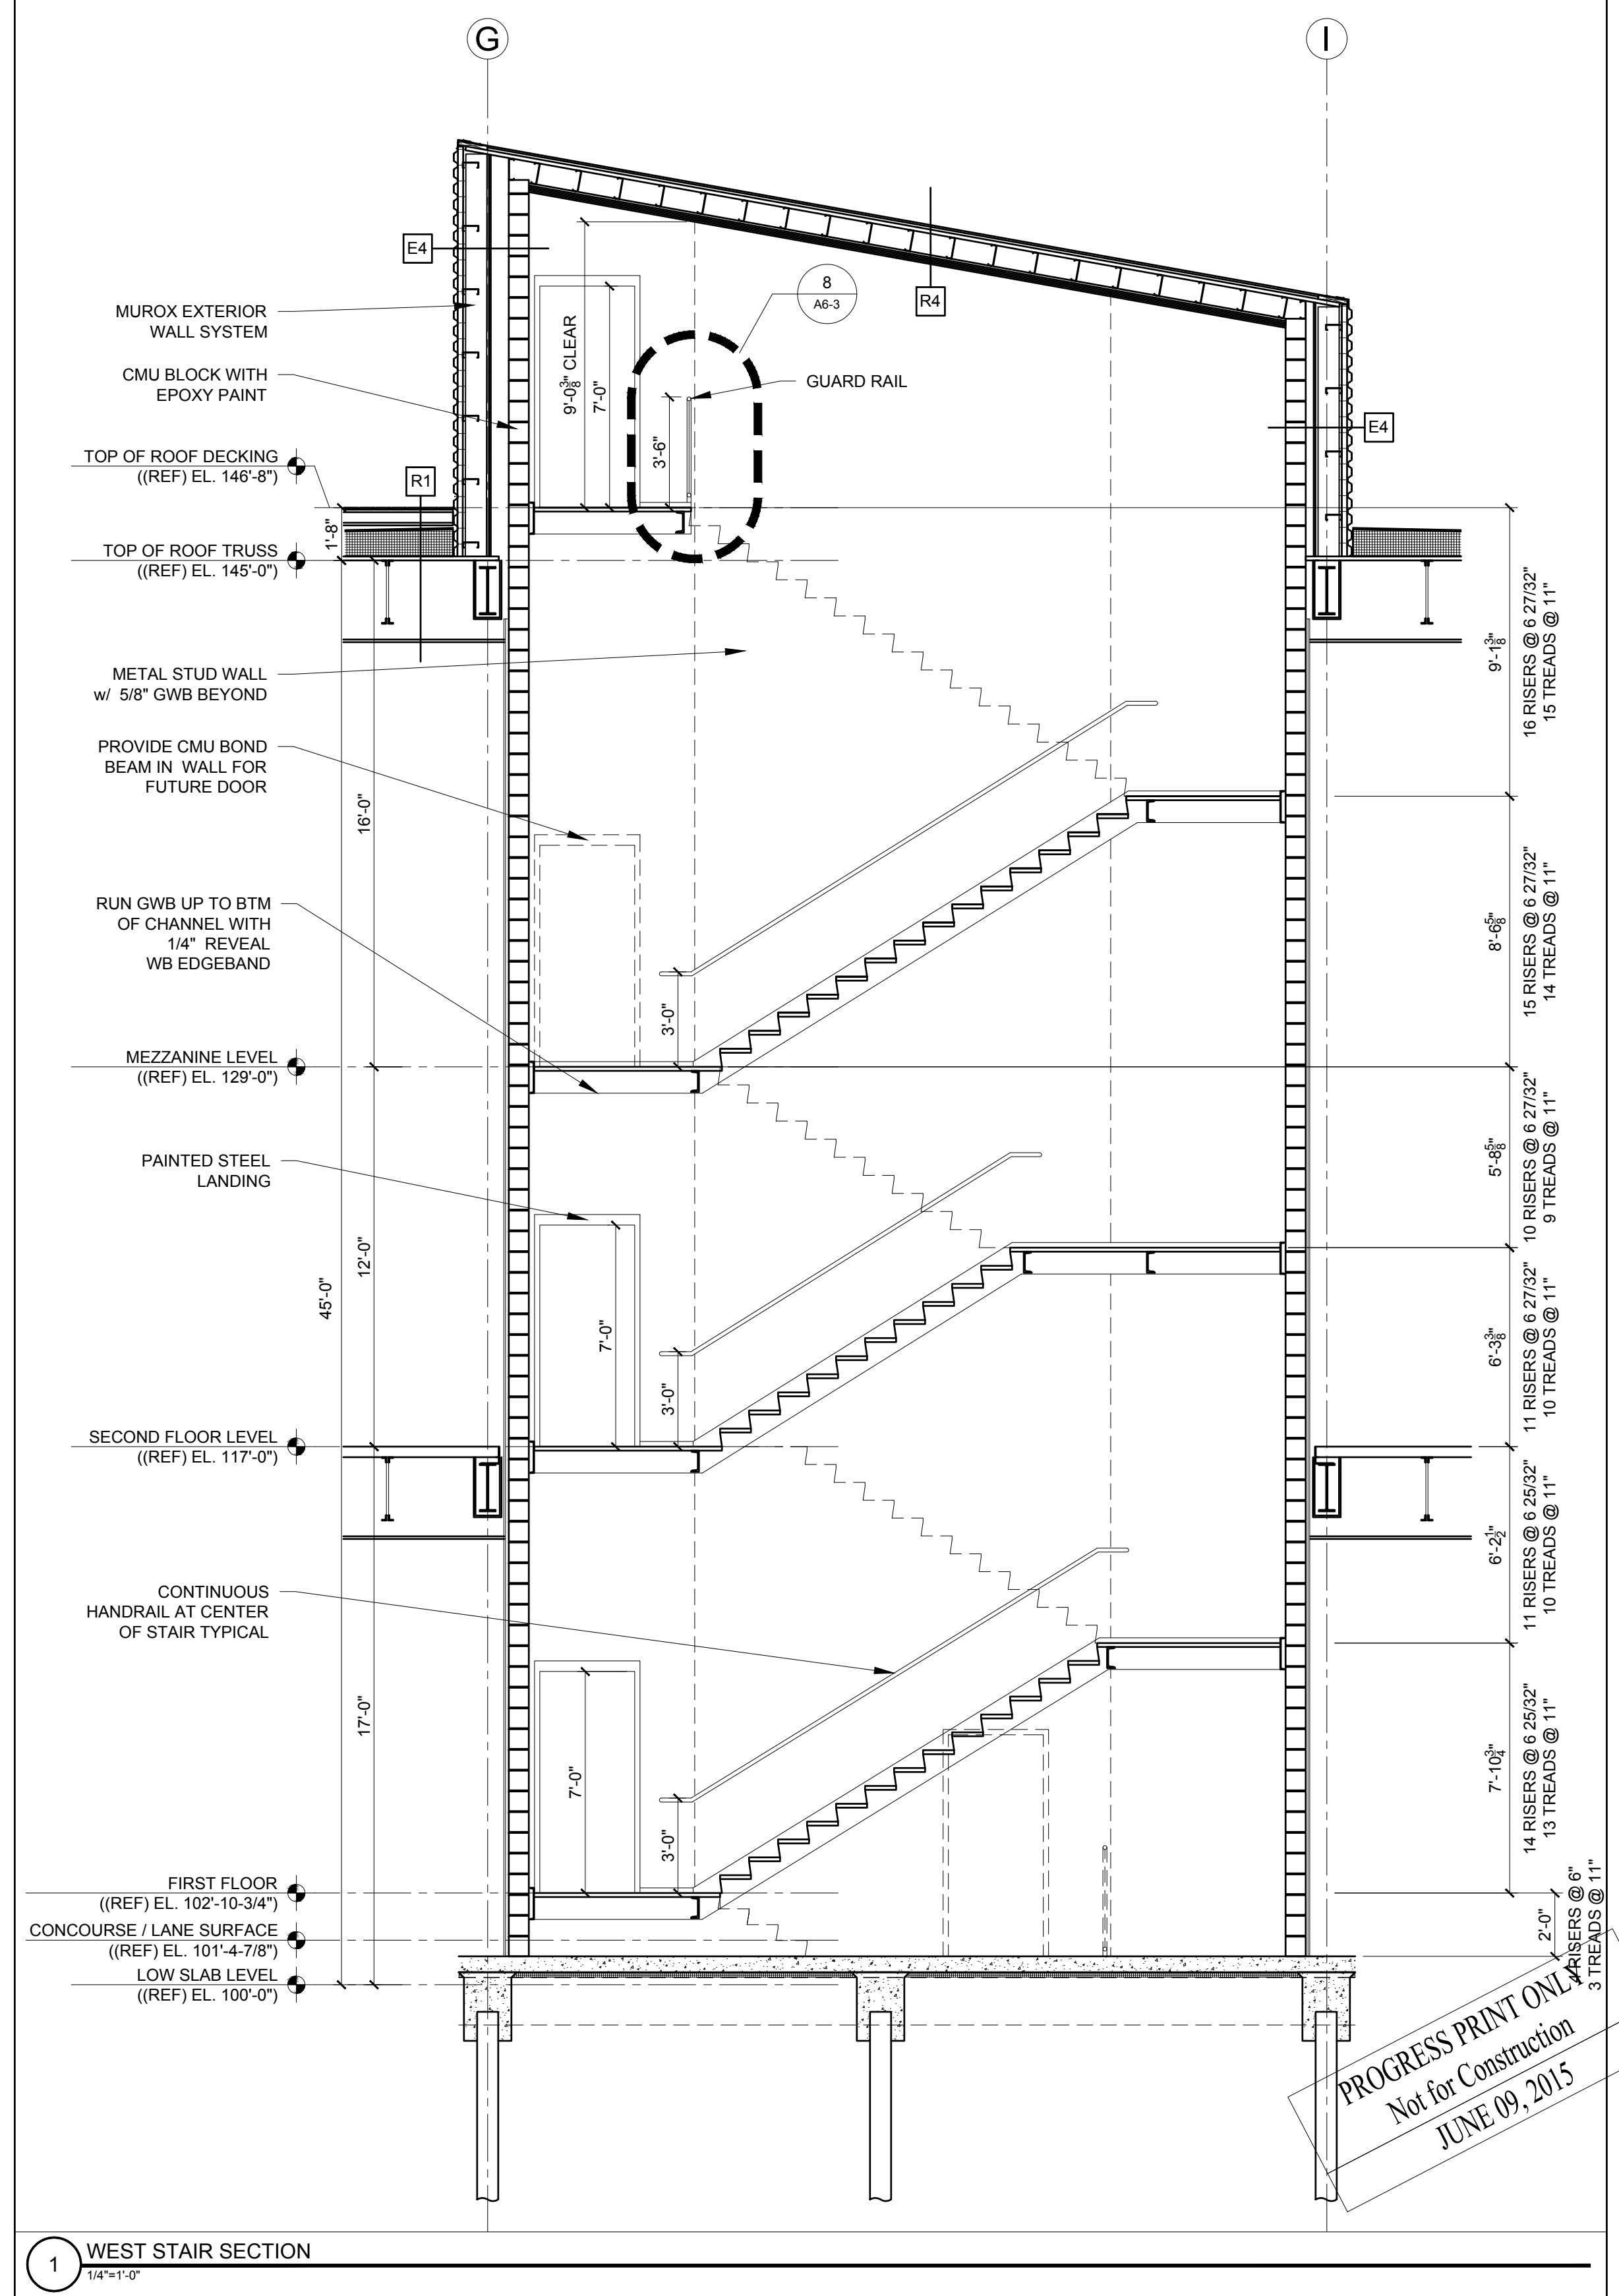 G
I
E4
8
A6-3
R4
MUROX EXTERIOR
WALL SYSTEM
9'-0 3/8" CLEAR
7'-0"
CMU BLOCK WITH
EPOXY PAINT
GUARD RAIL
3'-6"
E4
TOP OF ROOF DECKING
((REF) EL. 146'-8")
R1
1'-8"
TOP OF ROOF TRUSS
((REF) EL. 145'-0")
METAL STUD WALL
w/ 5/8" GWB BEYOND
9'-1 3/8"
16 RISERS @ 6 27/32"
15 TREADS @ 11"
PROVIDE CMU BOND
BEAM IN WALL FOR
FUTURE DOOR
16'-0"
RUN GWB UP TO BTM
OF CHANNEL WITH
1/4" REVEAL
WB EDGEBAND
8'-6 5/8"
15 RISERS @ 6 27/32"
14 TREADS @ 11"
3'-0"
MEZZANINE LEVEL
((REF) EL. 129'-0")
5'-8 5/8"
10 RISERS @ 6 27/32"
9 TREADS @ 11"
PAINTED STEEL
LANDING
12'-0"
45'-0"
7'-0"
3'-0"
6'-3 3/8"
11 RISERS @ 6 27/32"
10 TREADS @ 11"
SECOND FLOOR LEVEL
((REF) EL. 117'-0")
6'-2 1/2"
11 RISERS @ 6 25/32"
10 TREADS @ 11"
CONTINUOUS
HANDRAIL AT CENTER
OF STAIR TYPICAL
17'-0"
7'-0"
3'-0"
7'-10 3/4"
14 RISERS @ 6 25/32"
13 TREADS @ 11"
FIRST FLOOR
((REF) EL. 102'-10-3/4")
CONCOURSE / LANE SURFACE
((REF) EL. 101'-4-7/8")
LOW SLAB LEVEL
((REF) EL. 100'-0")
2'-0"
4 RISERS @ 6"
3 TREADS @ 11"
PROGRESS PRINT ONLY
Not for Construction
JUNE 09, 2015
1
WEST STAIR SECTION
1/4"=1'-0"